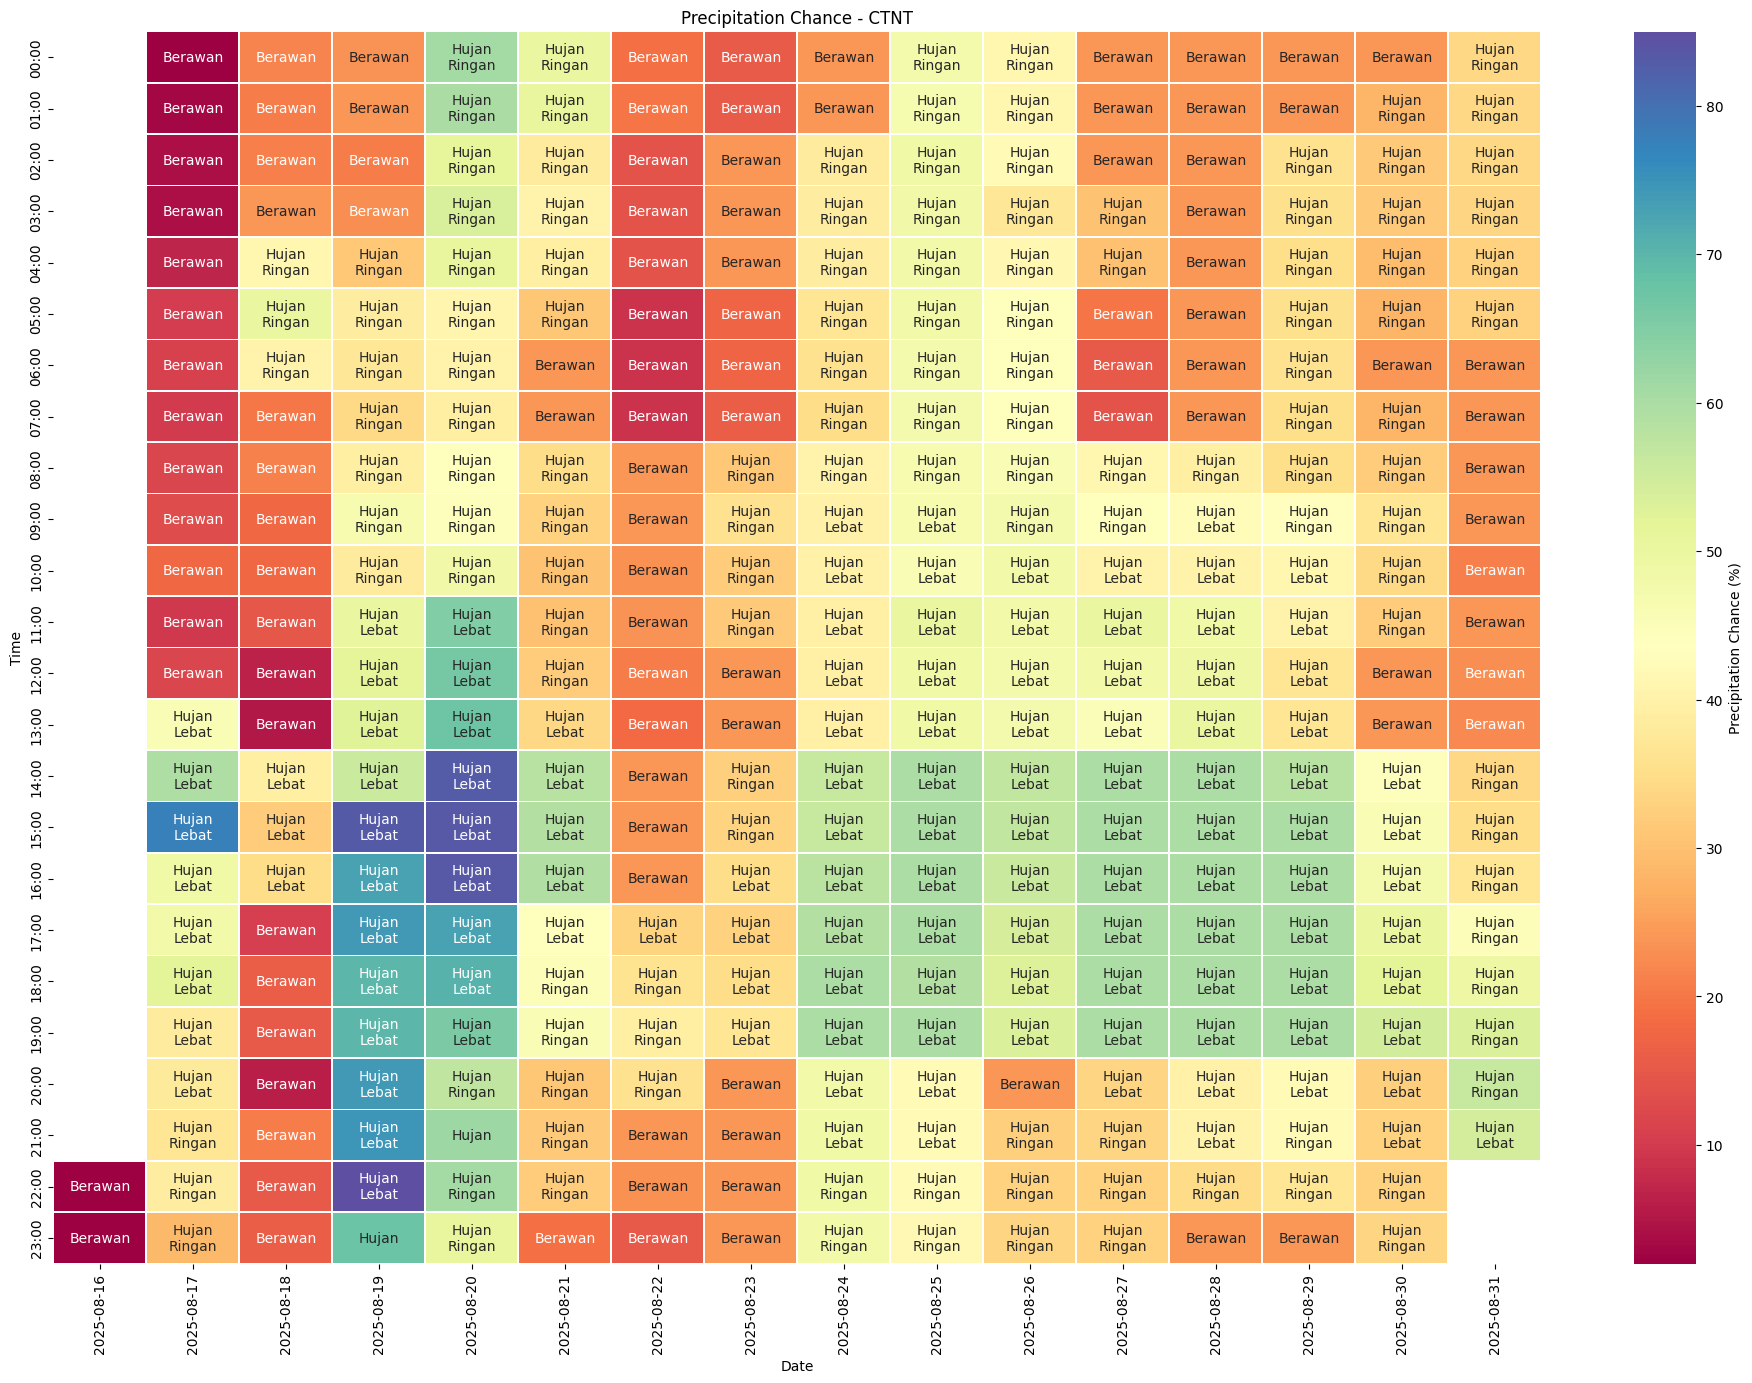 Precipitation Chance - CTNT
00:00 Berawan Berawan Berawan Hujan Ringan Hujan Ringan Berawan Berawan Berawan Hujan Ringan Hujan Ringan Berawan Berawan Berawan Berawan Hujan Ringan
01:00 Berawan Berawan Berawan Hujan Ringan Hujan Ringan Berawan Berawan Berawan Hujan Ringan Hujan Ringan Berawan Berawan Berawan Hujan Ringan Hujan Ringan
02:00 Berawan Berawan Berawan Hujan Ringan Hujan Ringan Berawan Berawan Hujan Ringan Hujan Ringan Hujan Ringan Berawan Berawan Hujan Ringan Hujan Ringan Hujan Ringan
03:00 Berawan Berawan Berawan Hujan Ringan Hujan Ringan Berawan Berawan Hujan Ringan Hujan Ringan Hujan Ringan Hujan Ringan Berawan Hujan Ringan Hujan Ringan Hujan Ringan
04:00 Berawan Hujan Ringan Hujan Ringan Hujan Ringan Hujan Ringan Berawan Berawan Hujan Ringan Hujan Ringan Hujan Ringan Hujan Ringan Berawan Hujan Ringan Hujan Ringan Hujan Ringan
05:00 Berawan Hujan Ringan Hujan Ringan Hujan Ringan Hujan Ringan Berawan Berawan Hujan Ringan Hujan Ringan Hujan Ringan Berawan Berawan Hujan Ringan Hujan Ringan Hujan Ringan
06:00 Berawan Hujan Ringan Hujan Ringan Hujan Ringan Berawan Berawan Berawan Hujan Ringan Hujan Ringan Hujan Ringan Berawan Berawan Hujan Ringan Berawan Berawan
07:00 Berawan Berawan Hujan Ringan Hujan Ringan Berawan Berawan Berawan Hujan Ringan Hujan Ringan Hujan Ringan Berawan Berawan Hujan Ringan Hujan Ringan Berawan
08:00 Berawan Berawan Hujan Ringan Hujan Ringan Hujan Ringan Berawan Hujan Ringan Hujan Ringan Hujan Ringan Hujan Ringan Hujan Ringan Hujan Ringan Hujan Ringan Hujan Ringan Berawan
09:00 Berawan Berawan Hujan Ringan Hujan Ringan Hujan Ringan Berawan Hujan Ringan Hujan Lebat Hujan Lebat Hujan Ringan Hujan Ringan Hujan Lebat Hujan Ringan Hujan Ringan Berawan
10:00 Berawan Berawan Hujan Ringan Hujan Ringan Hujan Ringan Berawan Hujan Ringan Hujan Lebat Hujan Lebat Hujan Lebat Hujan Lebat Hujan Lebat Hujan Lebat Hujan Ringan Berawan
11:00 Berawan Berawan Hujan Lebat Hujan Lebat Hujan Ringan Berawan Hujan Ringan Hujan Lebat Hujan Lebat Hujan Lebat Hujan Lebat Hujan Lebat Hujan Lebat Hujan Ringan Berawan
12:00 Berawan Berawan Hujan Lebat Hujan Lebat Hujan Ringan Berawan Berawan Hujan Lebat Hujan Lebat Hujan Lebat Hujan Lebat Hujan Lebat Hujan Lebat Berawan Berawan
13:00 Hujan Lebat Berawan Hujan Lebat Hujan Lebat Hujan Lebat Berawan Berawan Hujan Lebat Hujan Lebat Hujan Lebat Hujan Lebat Hujan Lebat Hujan Lebat Berawan Berawan
14:00 Hujan Lebat Hujan Lebat Hujan Lebat Hujan Lebat Hujan Lebat Berawan Hujan Ringan Hujan Lebat Hujan Lebat Hujan Lebat Hujan Lebat Hujan Lebat Hujan Lebat Hujan Lebat Hujan Ringan
15:00 Hujan Lebat Hujan Lebat Hujan Lebat Hujan Lebat Hujan Lebat Berawan Hujan Ringan Hujan Lebat Hujan Lebat Hujan Lebat Hujan Lebat Hujan Lebat Hujan Lebat Hujan Lebat Hujan Ringan
16:00 Hujan Lebat Hujan Lebat Hujan Lebat Hujan Lebat Hujan Lebat Berawan Hujan Lebat Hujan Lebat Hujan Lebat Hujan Lebat Hujan Lebat Hujan Lebat Hujan Lebat Hujan Lebat Hujan Ringan
17:00 Hujan Lebat Berawan Hujan Lebat Hujan Lebat Hujan Lebat Hujan Lebat Hujan Lebat Hujan Lebat Hujan Lebat Hujan Lebat Hujan Lebat Hujan Lebat Hujan Lebat Hujan Lebat Hujan Ringan
18:00 Hujan Lebat Berawan Hujan Lebat Hujan Lebat Hujan Ringan Hujan Ringan Hujan Lebat Hujan Lebat Hujan Lebat Hujan Lebat Hujan Lebat Hujan Lebat Hujan Lebat Hujan Lebat Hujan Ringan
19:00 Hujan Lebat Berawan Hujan Lebat Hujan Lebat Hujan Ringan Hujan Ringan Hujan Lebat Hujan Lebat Hujan Lebat Hujan Lebat Hujan Lebat Hujan Lebat Hujan Lebat Hujan Lebat Hujan Ringan
20:00 Hujan Lebat Berawan Hujan Lebat Hujan Ringan Hujan Ringan Hujan Ringan Berawan Hujan Lebat Hujan Lebat Berawan Hujan Lebat Hujan Lebat Hujan Lebat Hujan Lebat Hujan Ringan
21:00 Hujan Ringan Berawan Hujan Lebat Hujan Hujan Ringan Berawan Berawan Hujan Lebat Hujan Lebat Hujan Ringan Hujan Ringan Hujan Lebat Hujan Ringan Hujan Lebat Hujan Lebat
22:00 Berawan Hujan Ringan Berawan Hujan Lebat Hujan Ringan Hujan Ringan Berawan Berawan Hujan Ringan Hujan Ringan Hujan Ringan Hujan Ringan Hujan Ringan Hujan Ringan Hujan Ringan
23:00 Berawan Hujan Ringan Berawan Hujan Hujan Ringan Berawan Berawan Berawan Hujan Ringan Hujan Ringan Hujan Ringan Hujan Ringan Berawan Berawan Hujan Ringan
Time
2025-08-16 2025-08-17 2025-08-18 2025-08-19 2025-08-20 2025-08-21 2025-08-22 2025-08-23 2025-08-24 2025-08-25 2025-08-26 2025-08-27 2025-08-28 2025-08-29 2025-08-30 2025-08-31
Date
80
70
60
50
40
30
20
10
Precipitation Chance (%)